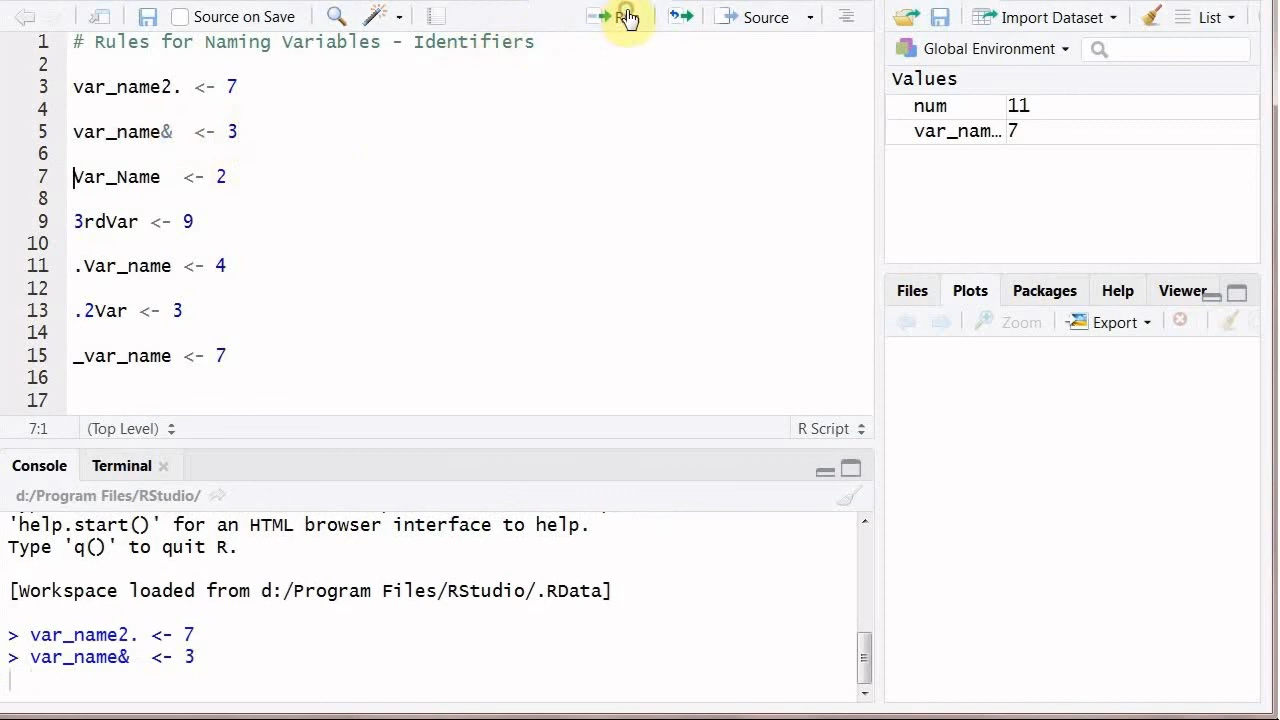 Source on Save
Source
1 # Rules for Naming Variables - Identifiers
2
3 var_name2. <- 7
4
5 var_name&  <- 3
6
7 Var_Name  <- 2
8
9 3rdVar <- 9
10
11 .Var_name <- 4
12
13 .2Var <- 3
14
15 _var_name <- 7
16
17
7:1 (Top Level) R Script
Console Terminal
d:/Program Files/RStudio/
'help.start()' for an HTML browser interface to help.
Type 'q()' to quit R.
[Workspace loaded from d:/Program Files/RStudio/.RData]
> var_name2. <- 7
> var_name&  <- 3
Import Dataset List
Global Environment
Values
num 11
var_nam… 7
Files Plots Packages Help Viewer
Zoom Export